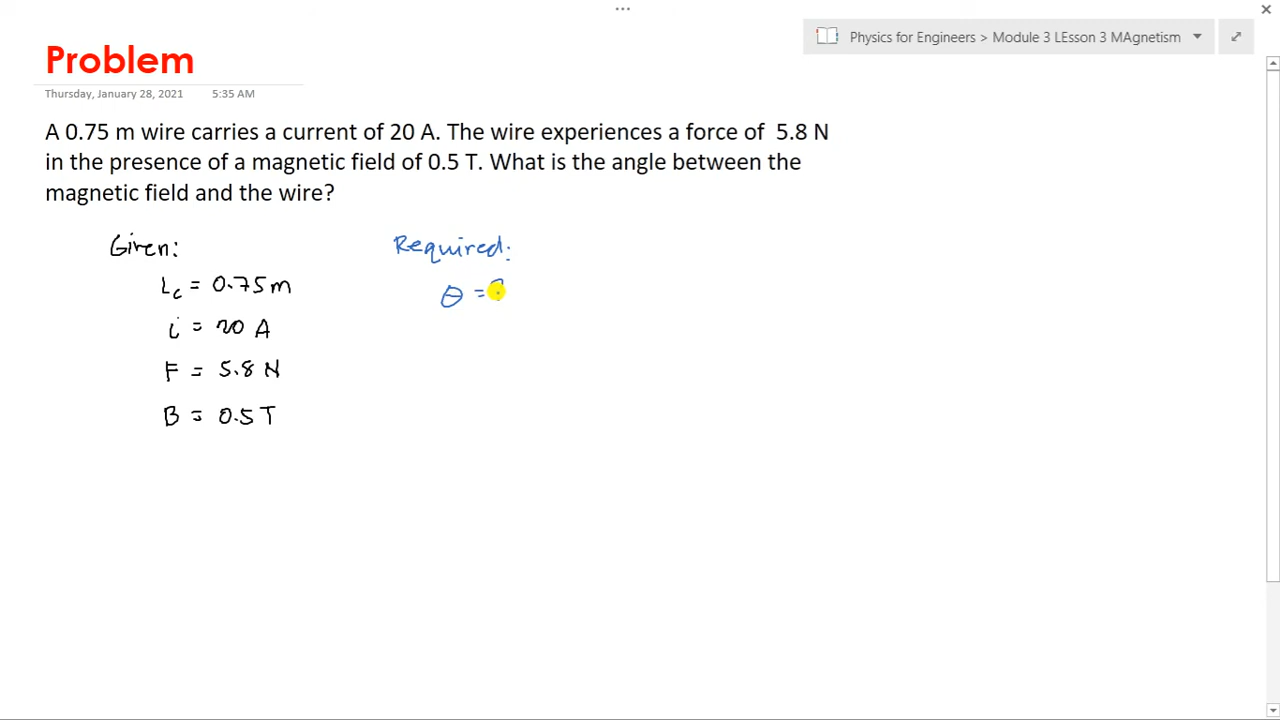 Physics for Engineers > Module 3 LEsson 3 MAgnetism
Problem
Thursday, January 28, 2021 5:35 AM
A 0.75 m wire carries a current of 20 A. The wire experiences a force of 5.8 N
in the presence of a magnetic field of 0.5 T. What is the angle between the
magnetic field and the wire?
Given:
Lc = 0.75 m
i = 20 A
F = 5.8 N
B = 0.5 T
Required:
θ = ?